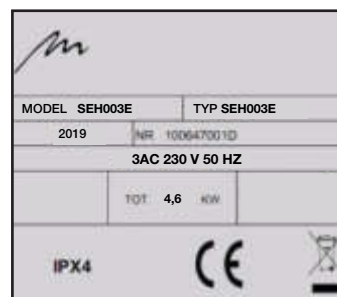 MODEL SEH003E TYP SEH003E
2019 NR 100647001D
3AC 230 V 50 HZ
TOT 4,6 KW
IPX4 CE